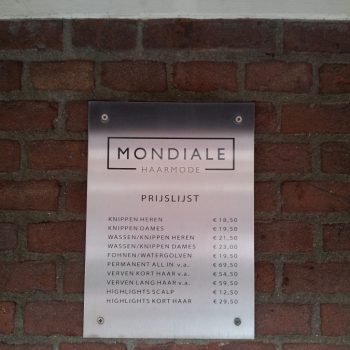 MONDIALE
HAARMODE
PRIJSLIJST
KNIPPEN HEREN € 18,50
KNIPPEN DAMES € 19,50
WASSEN/KNIPPEN HEREN € 21,50
WASSEN/KNIPPEN DAMES € 23,00
FOHNEN/WATERGOLVEN € 19,50
PERMANENT ALL IN v.a. € 69,50
VERVEN KORT HAAR v.a. € 54,50
VERVEN LANG HAAR v.a. € 59,50
HIGHLIGHTS SCALP € 12,50
HIGHLIGHTS KORT HAAR € 29,50